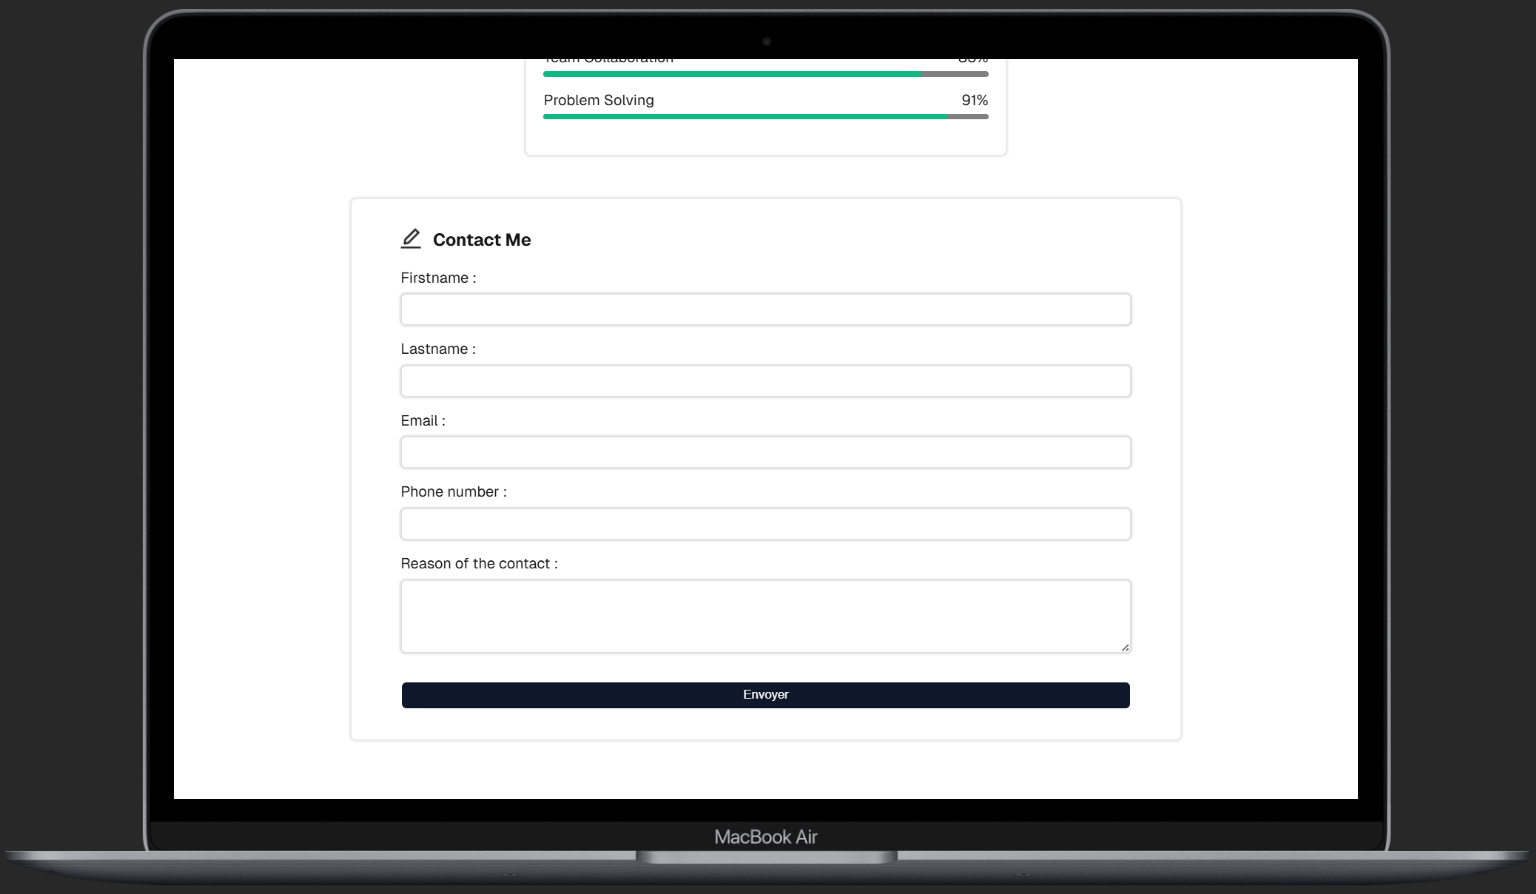 Team Collaboration
Problem Solving 91%
Contact Me
Firstname :
Lastname :
Email :
Phone number :
Reason of the contact :
Envoyer
MacBook Air